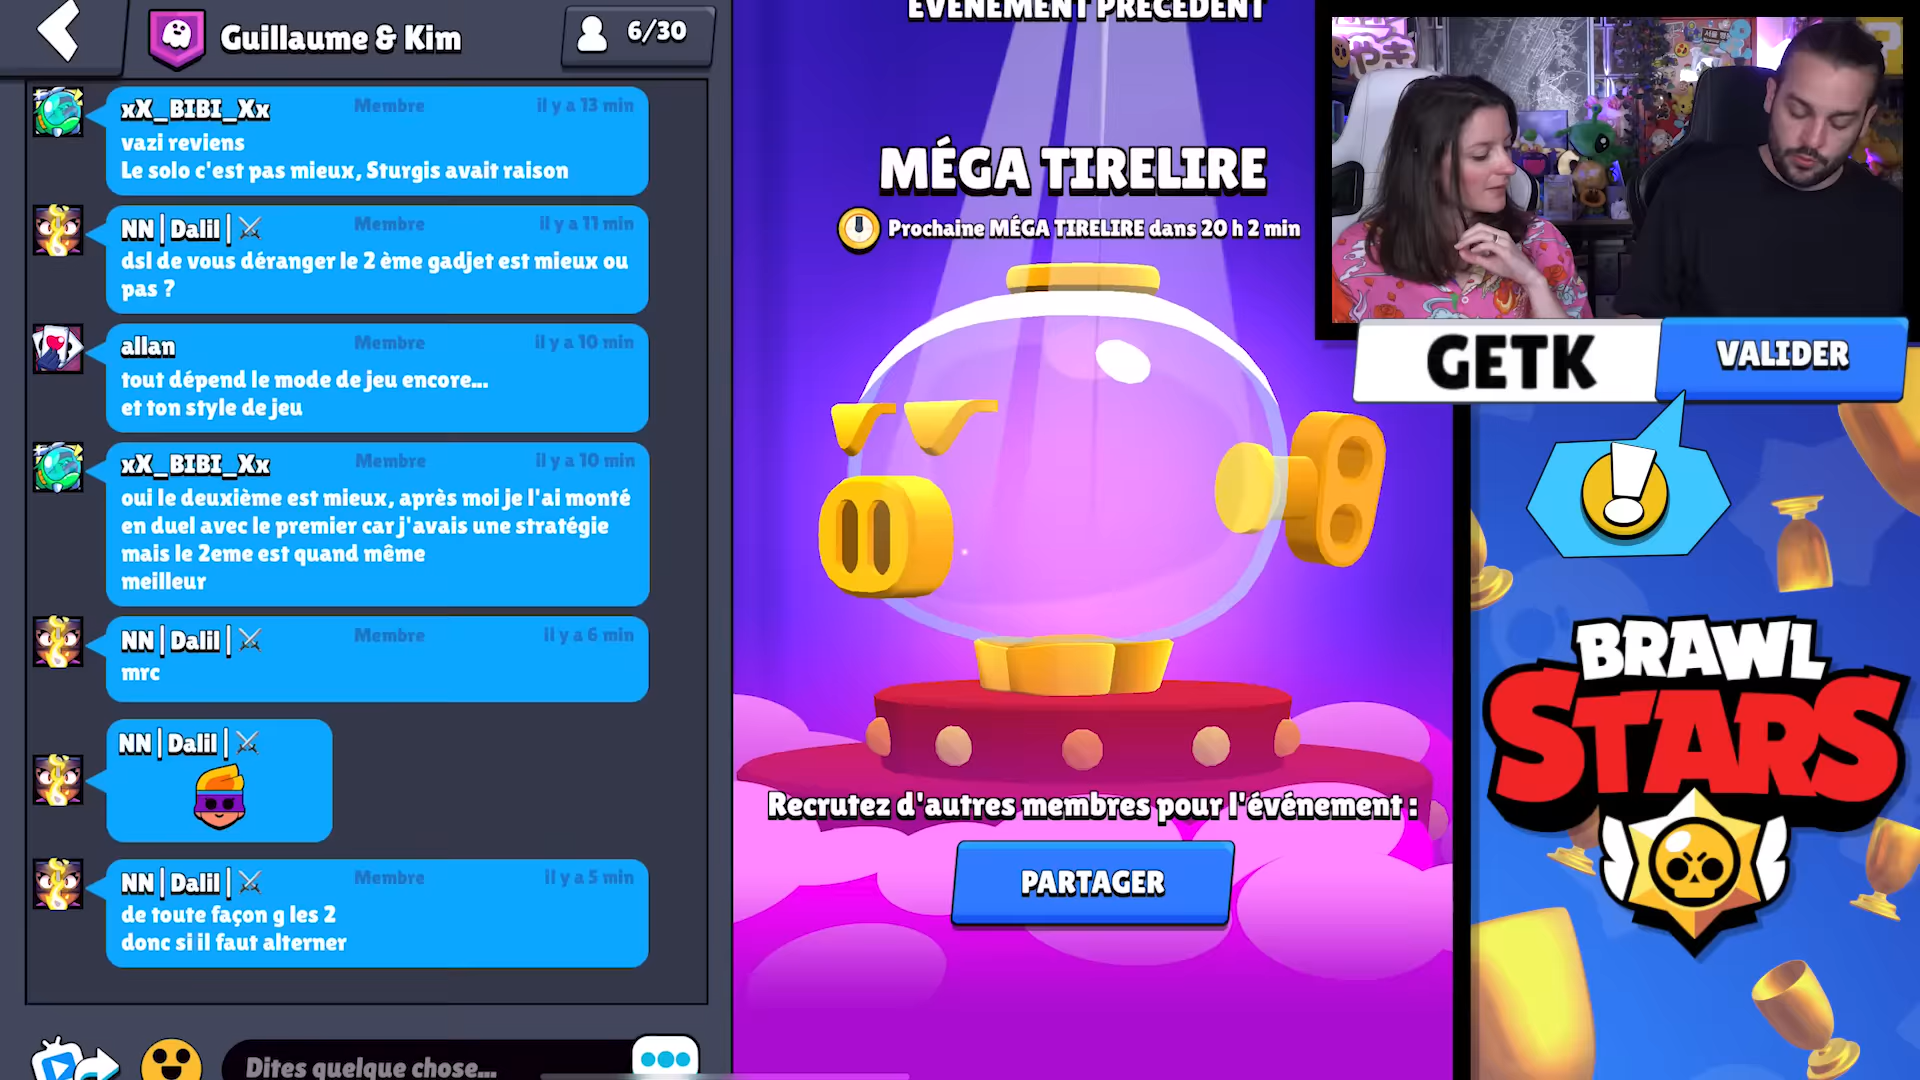 Guillaume & Kim
6/30
xX_BIBI_Xx
Membre
il y a 13 min
vazi reviens
Le solo c'est pas mieux, Sturgis avait raison
NN|Dalil|⚔
Membre
il y a 11 min
dsl de vous déranger le 2 ème gadjet est mieux ou
pas ?
allan
Membre
il y a 10 min
tout dépend le mode de jeu encore...
et ton style de jeu
xX_BIBI_Xx
Membre
il y a 10 min
oui le deuxième est mieux, après moi je l'ai monté
en duel avec le premier car j'avais une stratégie
mais le 2eme est quand même
meilleur
NN|Dalil|⚔
Membre
il y a 6 min
mrc
NN|Dalil|⚔
NN|Dalil|⚔
Membre
il y a 5 min
de toute façon g les 2
donc si il faut alterner
Dites quelque chose...
ÉVÉNEMENT PRÉCÉDENT
MÉGA TIRELIRE
Prochaine MÉGA TIRELIRE dans 20 h 2 min
Recrutez d'autres membres pour l'événement :
PARTAGER
GETK
VALIDER
BRAWL
STARS